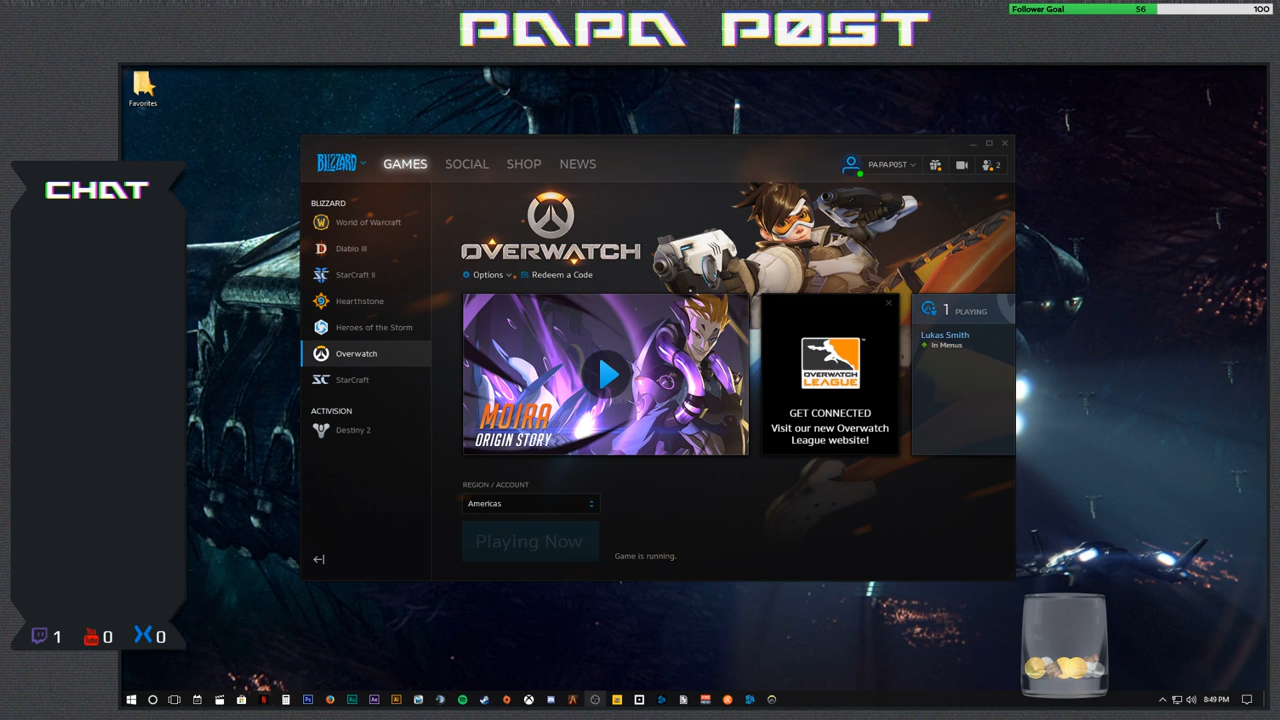 PAPA PØST
Follower Goal 56 100
Favorites
CHAT
BLIZZARD GAMES SOCIAL SHOP NEWS
PAPAP0ST
2
BLIZZARD
World of Warcraft
Diablo III
StarCraft II
Hearthstone
Heroes of the Storm
Overwatch
StarCraft
ACTIVISION
Destiny 2
OVERWATCH
Options
Redeem a Code
MOIRA
ORIGIN STORY
OVERWATCH
LEAGUE
GET CONNECTED
Visit our new Overwatch
League website!
1 PLAYING
Lukas Smith
In Menus
REGION / ACCOUNT
Americas
Playing Now
Game is running.
1 0 0
8:49 PM